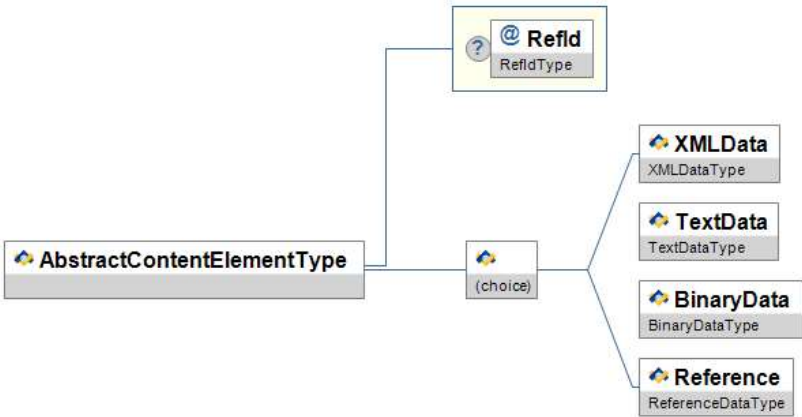 @ RefId
?
RefIdType
XMLData
XMLDataType
TextData
TextDataType
AbstractContentElementType
(choice)
BinaryData
BinaryDataType
Reference
ReferenceDataType